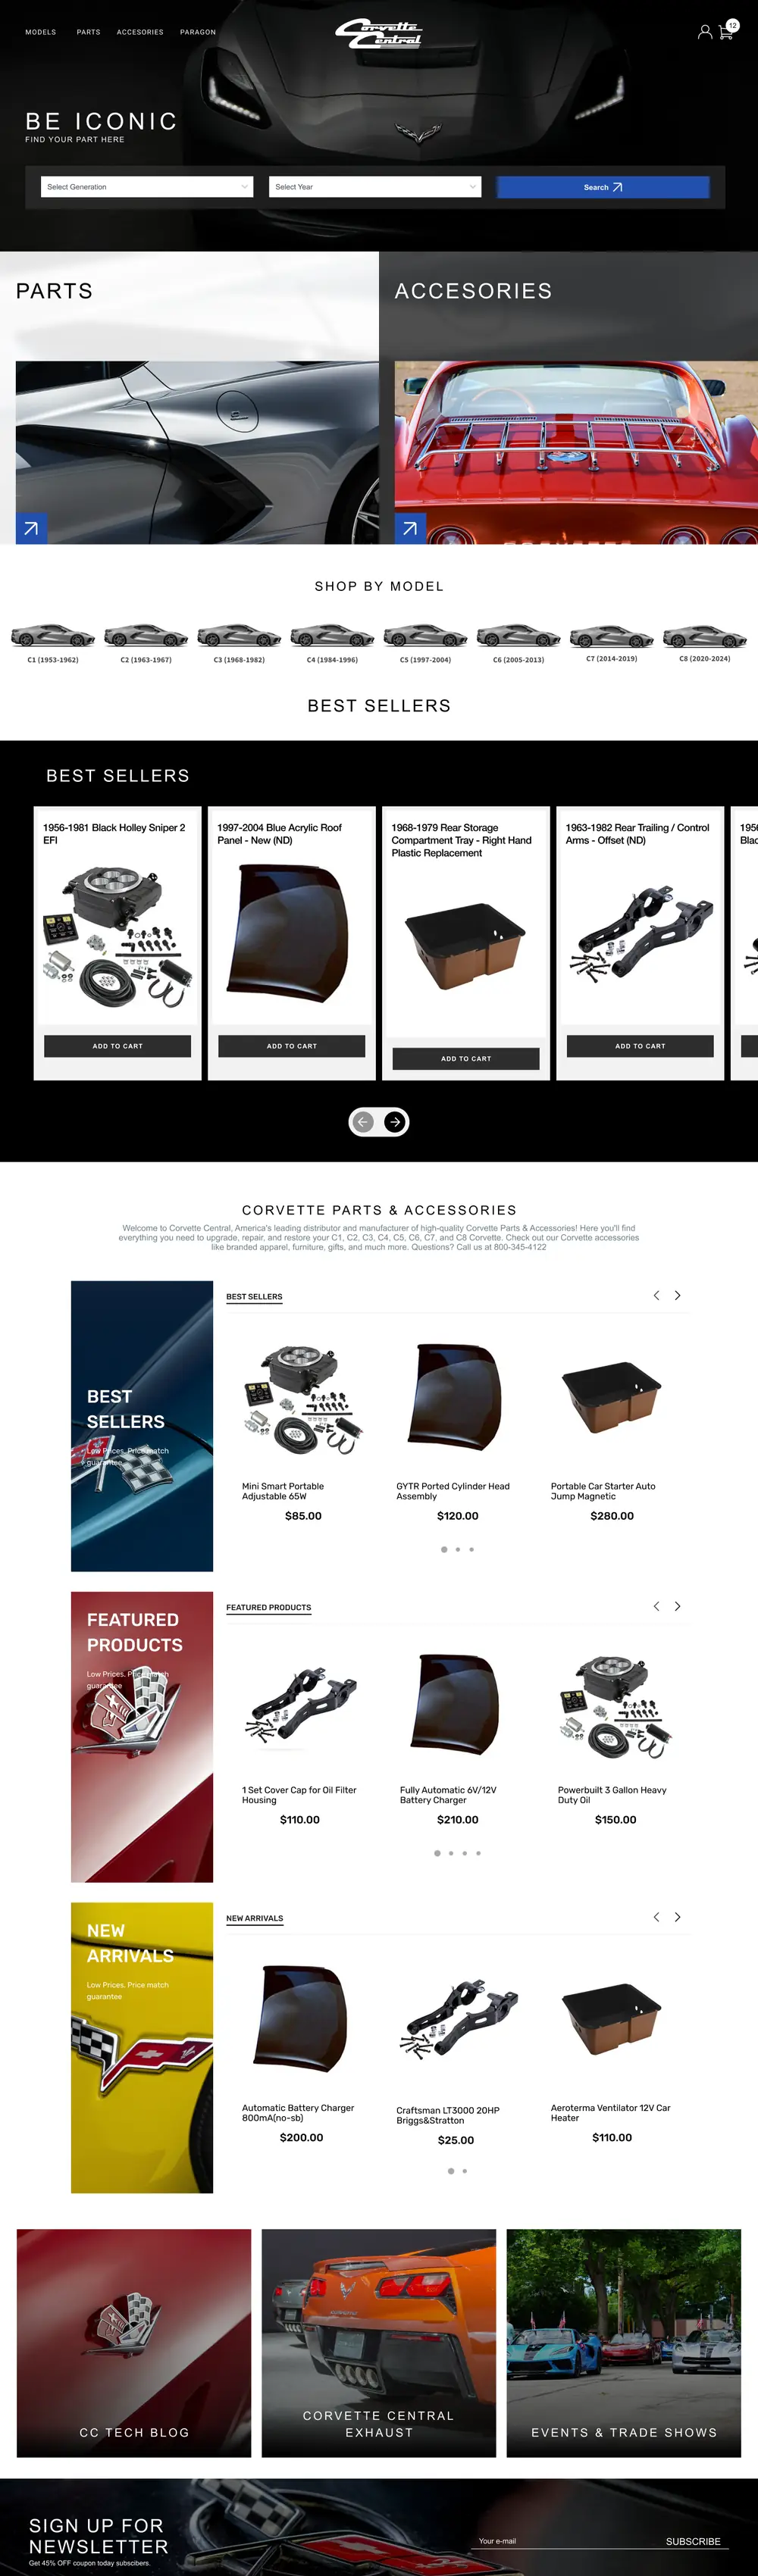 MODELS PARTS ACCESORIES PARAGON
Corvette
Central
12
BE ICONIC
FIND YOUR PART HERE
Select Generation
Select Year
Search
PARTS
ACCESORIES
SHOP BY MODEL
C1 (1953-1962)
C2 (1963-1967)
C3 (1968-1982)
C4 (1984-1996)
C5 (1997-2004)
C6 (2005-2013)
C7 (2014-2019)
C8 (2020-2024)
BEST SELLERS
BEST SELLERS
1956-1981 Black Holley Sniper 2
EFI
ADD TO CART
1997-2004 Blue Acrylic Roof
Panel - New (ND)
ADD TO CART
1968-1979 Rear Storage
Compartment Tray - Right Hand
Plastic Replacement
ADD TO CART
1963-1982 Rear Trailing / Control
Arms - Offset (ND)
ADD TO CART
CORVETTE PARTS & ACCESSORIES
Welcome to Corvette Central, America's leading distributor and manufacturer of high-quality Corvette Parts & Accessories! Here you'll find
everything you need to upgrade, repair, and restore your C1, C2, C3, C4, C5, C6, C7, and C8 Corvette. Check out our Corvette accessories
like branded apparel, furniture, gifts, and much more. Questions? Call us at 800-345-4122
BEST
SELLERS
Low Prices. Price match
guarantee
BEST SELLERS
Mini Smart Portable
Adjustable 65W
$85.00
GYTR Ported Cylinder Head
Assembly
$120.00
Portable Car Starter Auto
Jump Magnetic
$280.00
FEATURED
PRODUCTS
Low Prices. Price match
guarantee
FEATURED PRODUCTS
1 Set Cover Cap for Oil Filter
Housing
$110.00
Fully Automatic 6V/12V
Battery Charger
$210.00
Powerbuilt 3 Gallon Heavy
Duty Oil
$150.00
NEW
ARRIVALS
Low Prices. Price match
guarantee
NEW ARRIVALS
Automatic Battery Charger
800mA(no-sb)
$200.00
Craftsman LT3000 20HP
Briggs&Stratton
$25.00
Aeroterma Ventilator 12V Car
Heater
$110.00
CC TECH BLOG
CORVETTE CENTRAL
EXHAUST
EVENTS & TRADE SHOWS
SIGN UP FOR
NEWSLETTER
Get 45% OFF coupon today subscibers.
Your e-mail
SUBSCRIBE